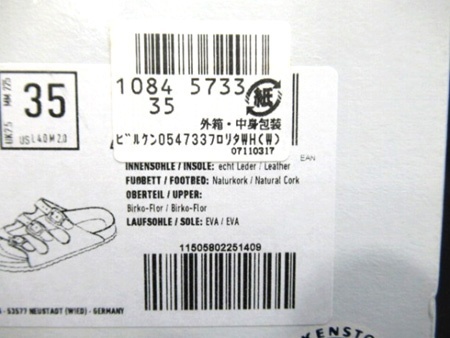 1084 5733
35
紙
外箱・中身包装
ビルケン0547337フロリタWH(W)
07110317
MM 225
35
UK2.5
US L4.0 M2.0
EAN
INNENSOHLE / INSOLE: echt Leder / Leather
FUßBETT / FOOTBED: Naturkork / Natural Cork
OBERTEIL / UPPER:
Birko-Flor / Birko-Flor
LAUFSOHLE / SOLE: EVA / EVA
11505802251409
53577 NEUSTADT (WIED) - GERMANY